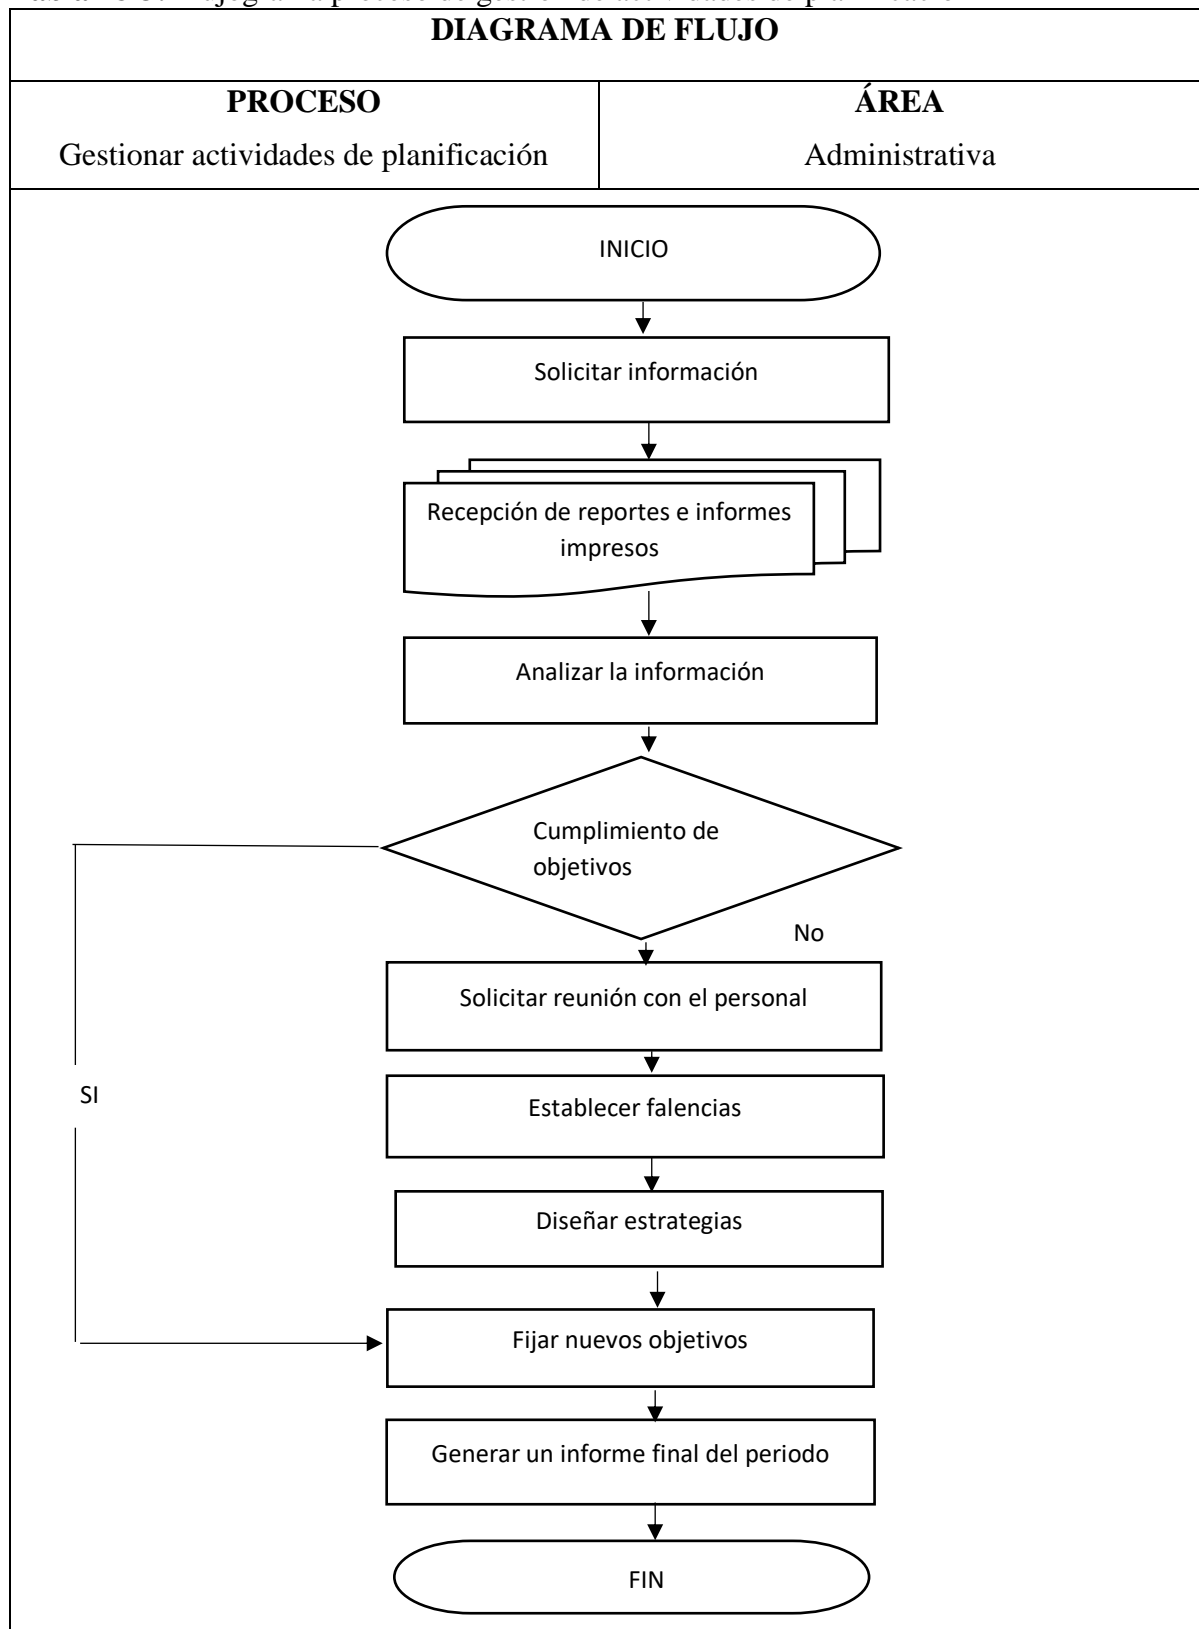 DIAGRAMA DE FLUJO
PROCESO
Gestionar actividades de planificación
ÁREA
Administrativa
INICIO
Solicitar información
Recepción de reportes e informes
impresos
Analizar la información
Cumplimiento de
objetivos
No
Solicitar reunión con el personal
SI
Establecer falencias
Diseñar estrategias
Fijar nuevos objetivos
Generar un informe final del periodo
FIN